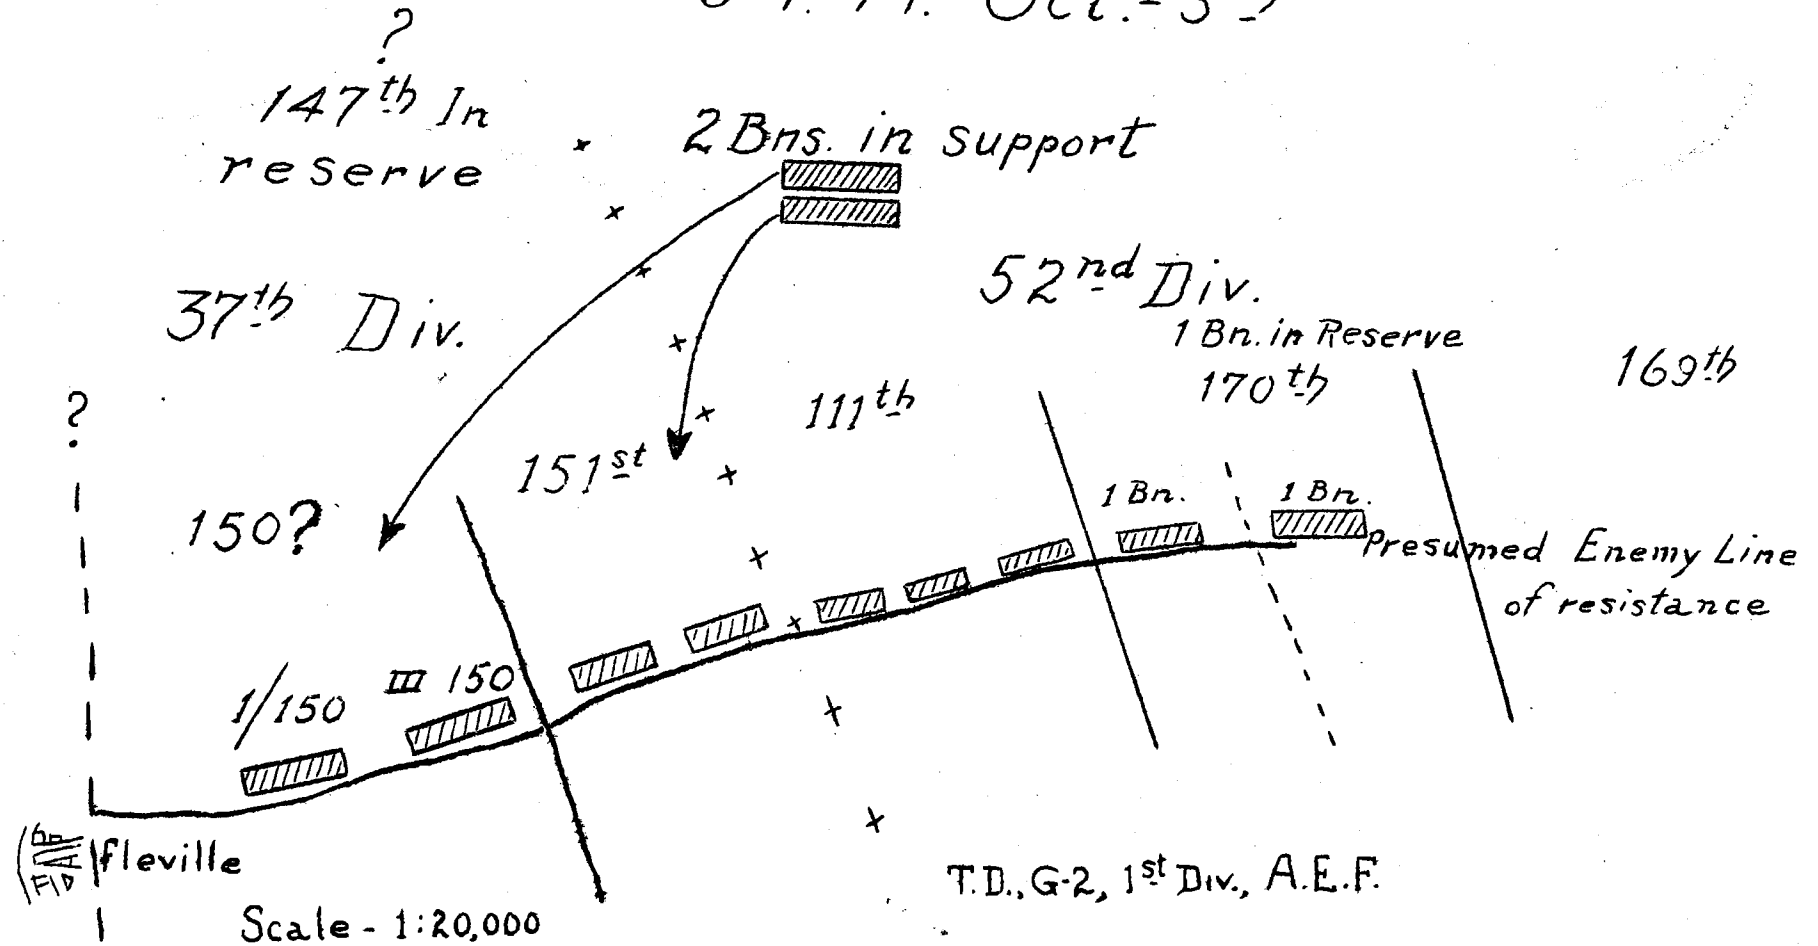 Oct.-5
?
147th In
reserve
2 Bns. in support
37th Div.
52nd Div.
1 Bn. in Reserve
170th
169th
?
111th
151st
150?
1 Bn.
1 Bn.
Presumed Enemy Line
of resistance
1/150
III 150
fleville
T.D., G-2, 1st Div., A.E.F.
Scale - 1:20,000